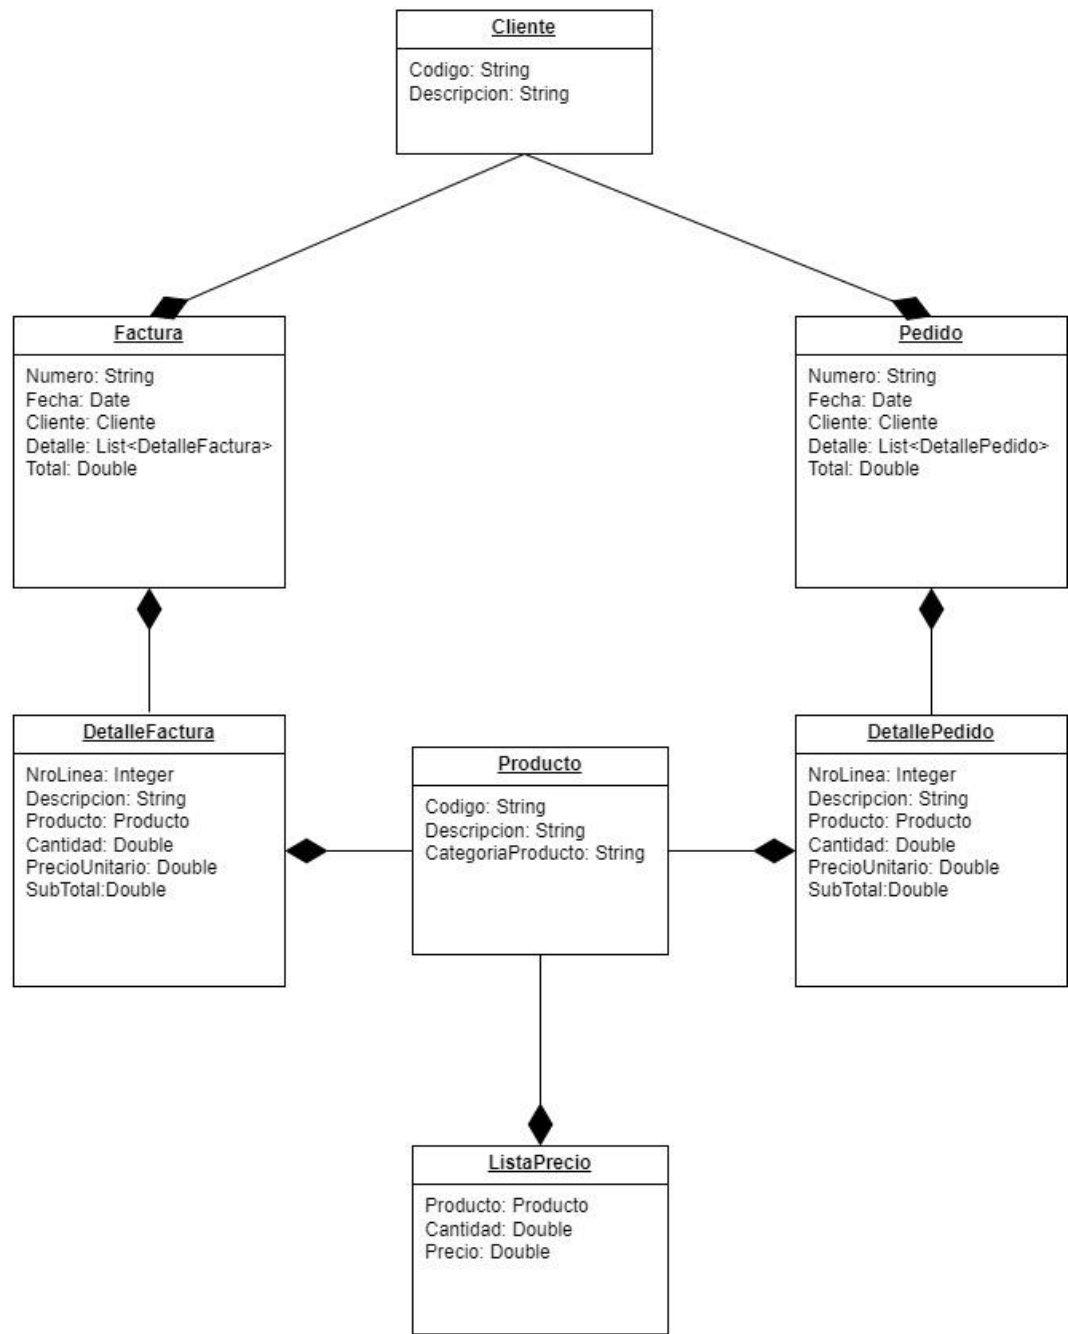 Cliente
Codigo: String
Descripcion: String
Factura
Numero: String
Fecha: Date
Cliente: Cliente
Detalle: List<DetalleFactura>
Total: Double
Pedido
Numero: String
Fecha: Date
Cliente: Cliente
Detalle: List<DetallePedido>
Total: Double
DetalleFactura
NroLinea: Integer
Descripcion: String
Producto: Producto
Cantidad: Double
PrecioUnitario: Double
SubTotal:Double
Producto
Codigo: String
Descripcion: String
CategoriaProducto: String
DetallePedido
NroLinea: Integer
Descripcion: String
Producto: Producto
Cantidad: Double
PrecioUnitario: Double
SubTotal:Double
ListaPrecio
Producto: Producto
Cantidad: Double
Precio: Double